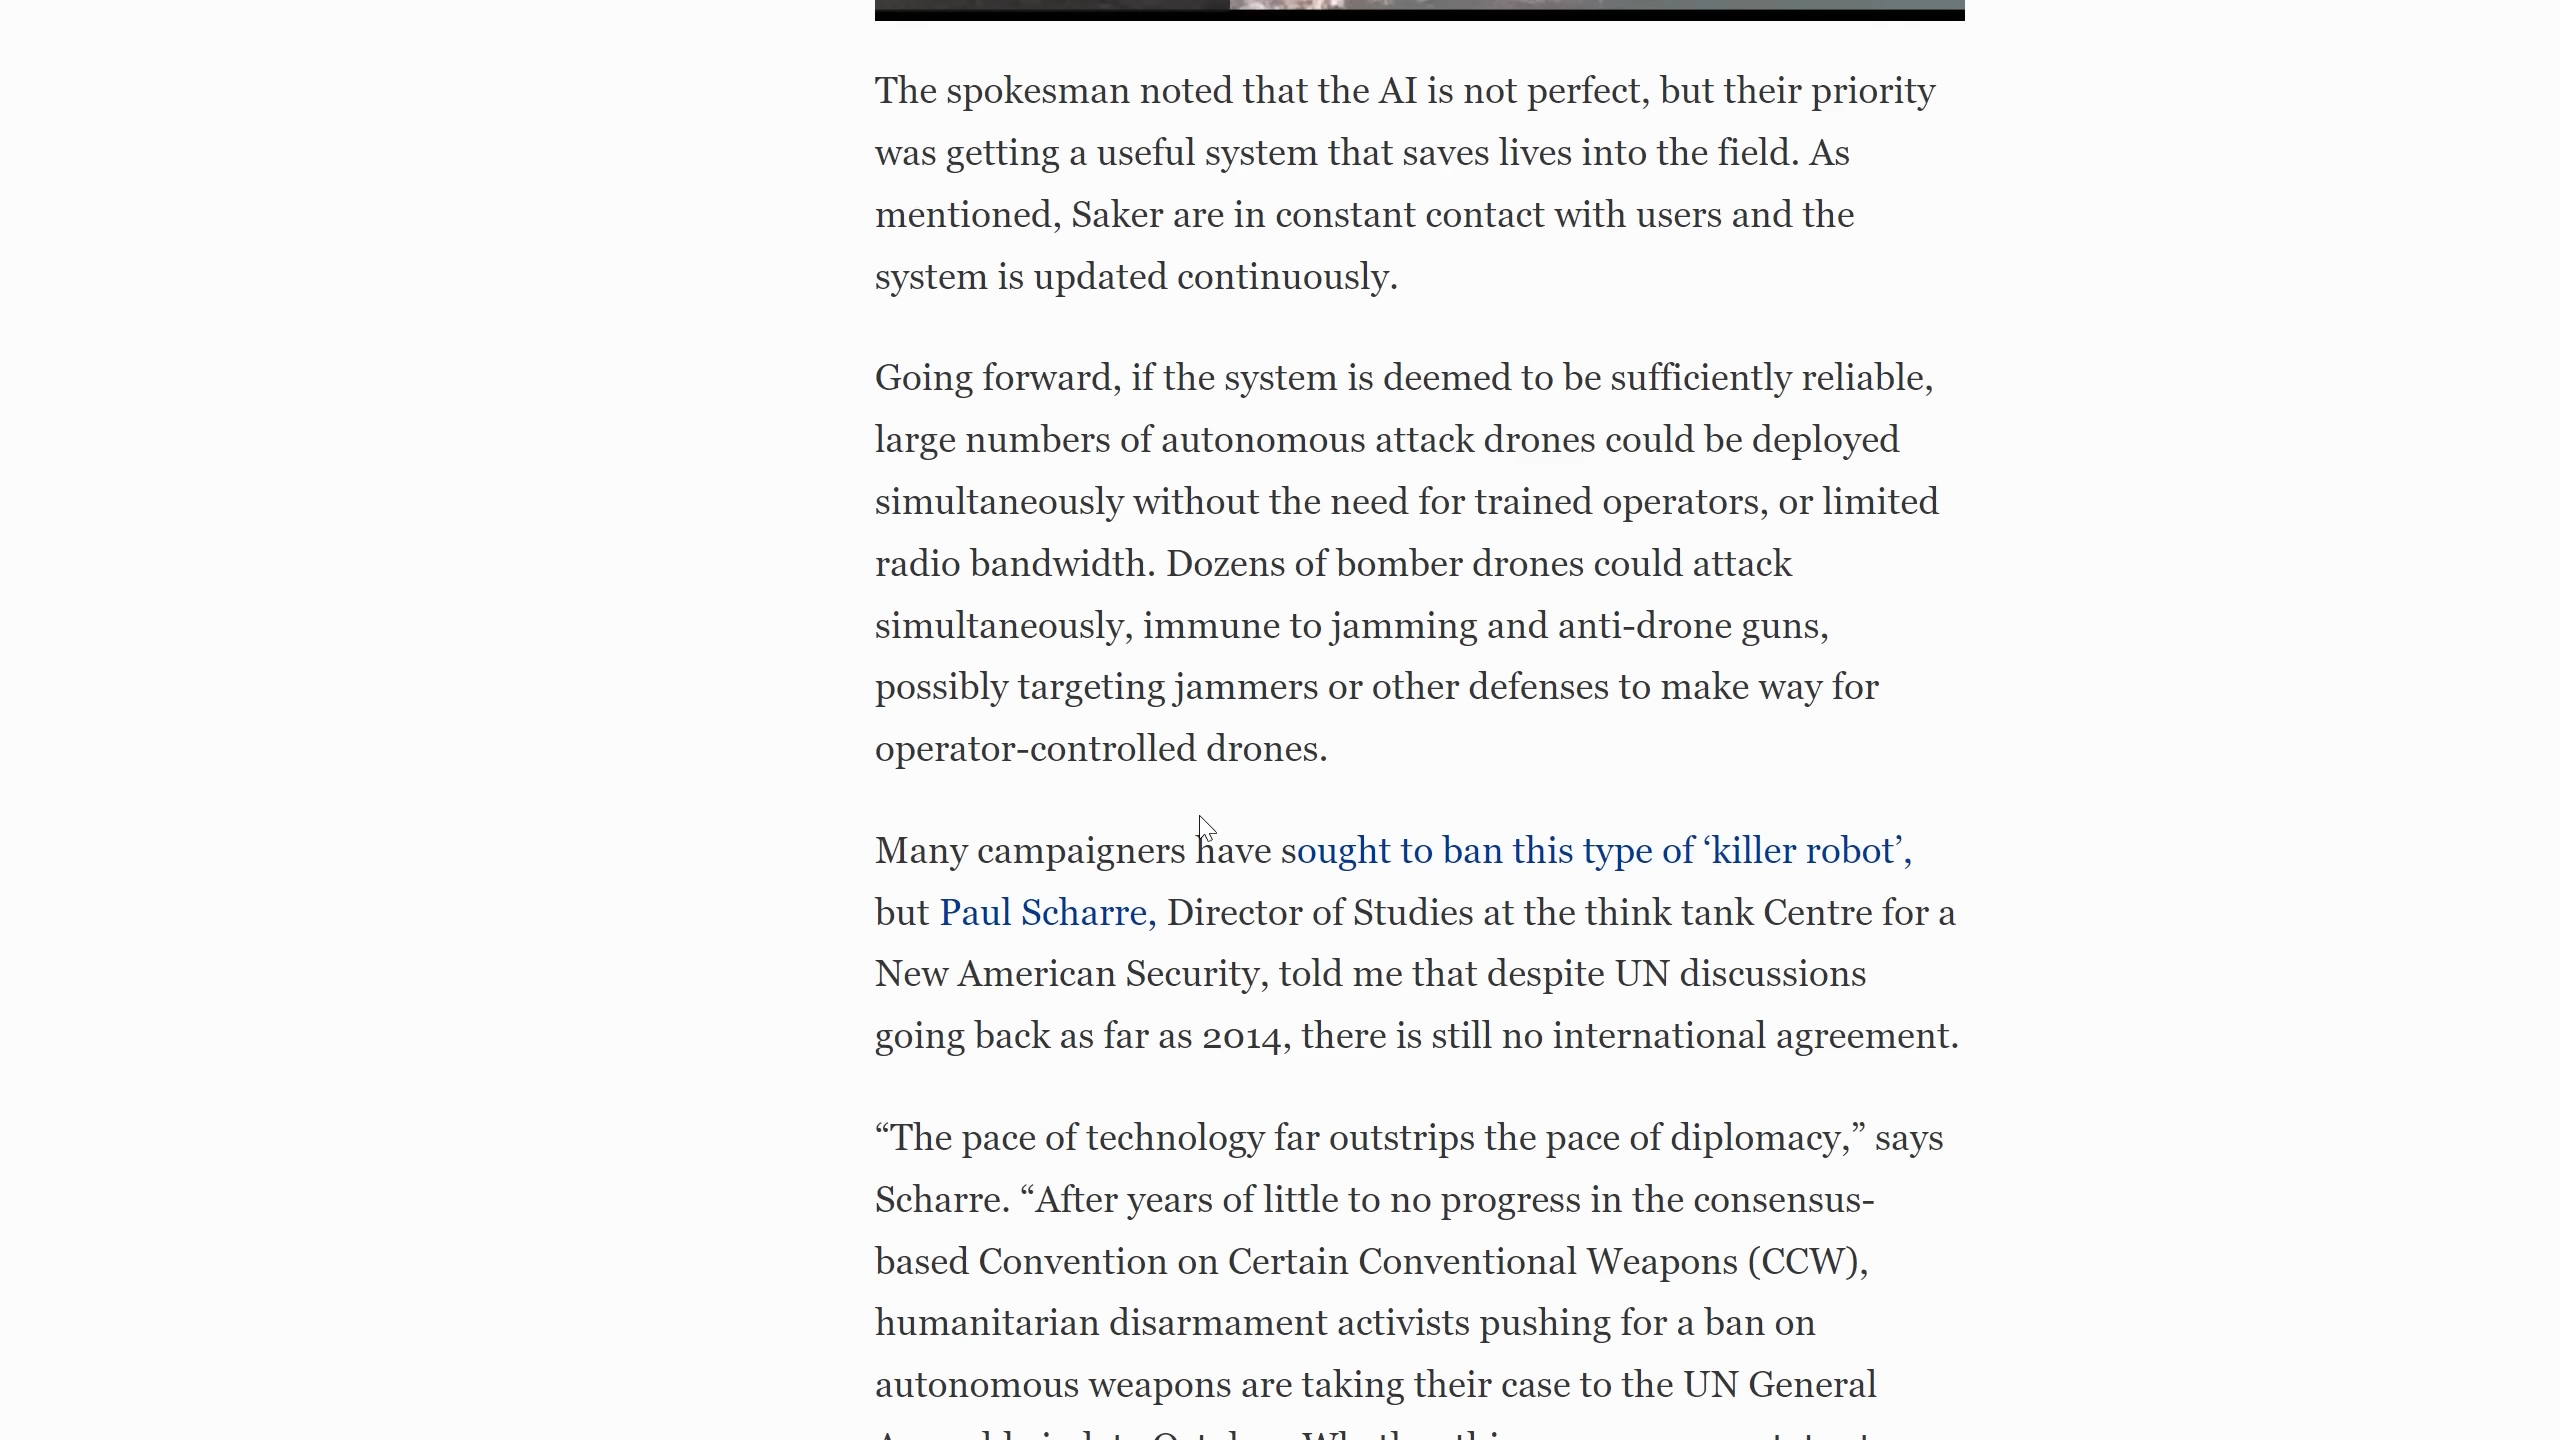 The spokesman noted that the AI is not perfect, but their priority
was getting a useful system that saves lives into the field. As
mentioned, Saker are in constant contact with users and the
system is updated continuously.
Going forward, if the system is deemed to be sufficiently reliable,
large numbers of autonomous attack drones could be deployed
simultaneously without the need for trained operators, or limited
radio bandwidth. Dozens of bomber drones could attack
simultaneously, immune to jamming and anti-drone guns,
possibly targeting jammers or other defenses to make way for
operator-controlled drones.
Many campaigners have sought to ban this type of ‘killer robot’,
but Paul Scharre, Director of Studies at the think tank Centre for a
New American Security, told me that despite UN discussions
going back as far as 2014, there is still no international agreement.
“The pace of technology far outstrips the pace of diplomacy,” says
Scharre. “After years of little to no progress in the consensus-
based Convention on Certain Conventional Weapons (CCW),
humanitarian disarmament activists pushing for a ban on
autonomous weapons are taking their case to the UN General